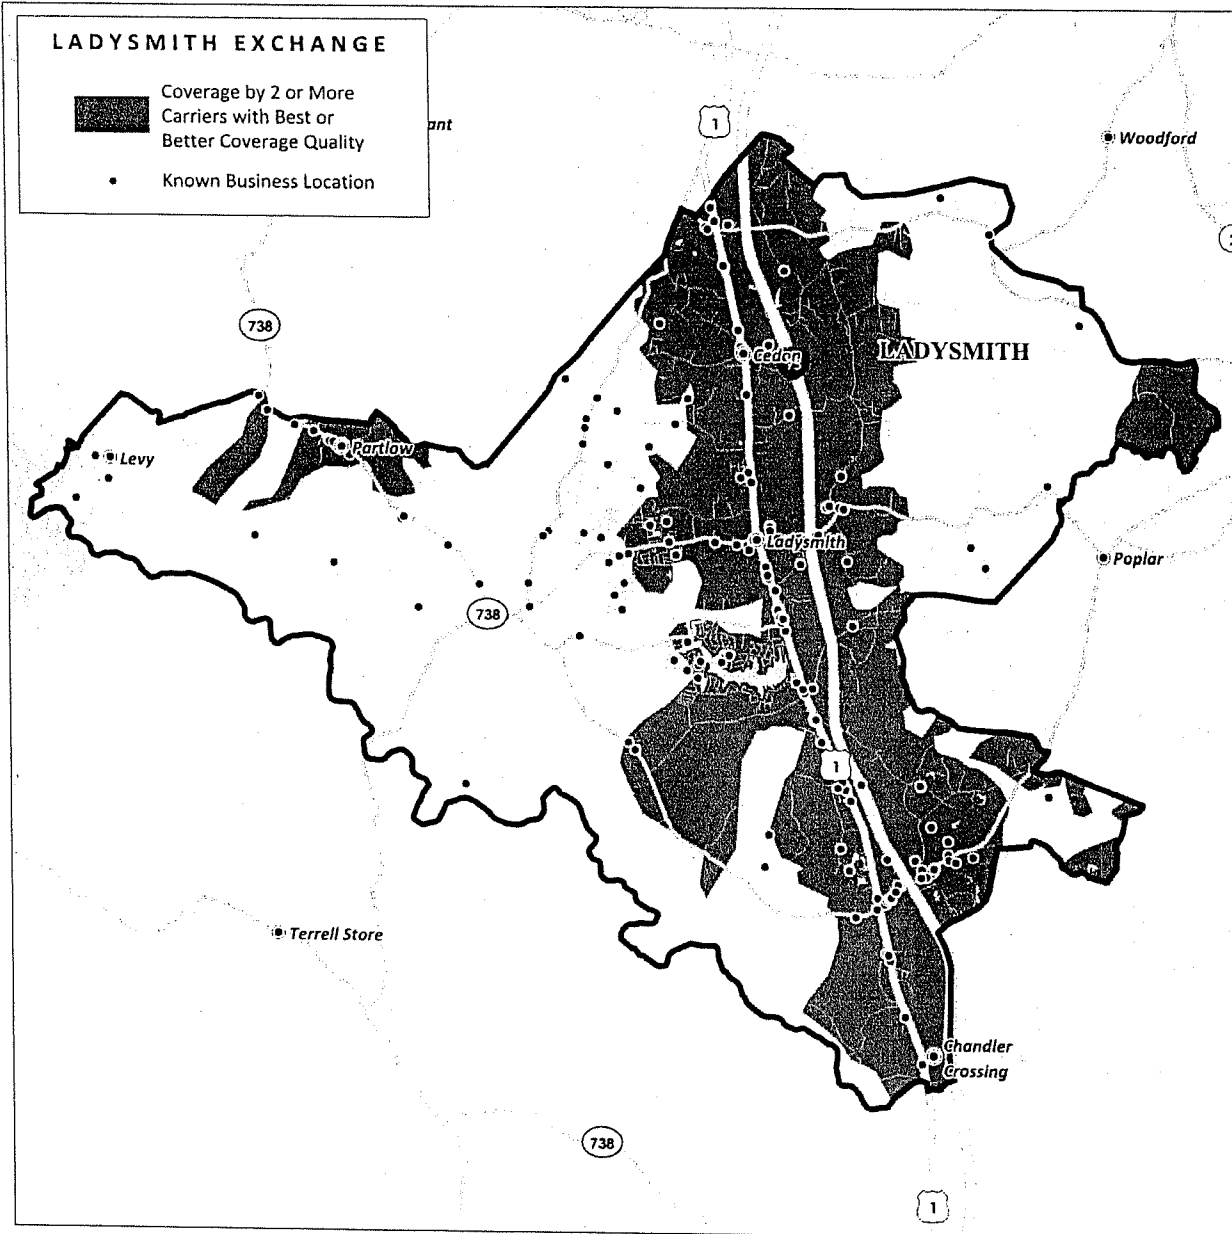 LADYSMITH EXCHANGE
Coverage by 2 or More
Carriers with Best or
Better Coverage Quality
Known Business Location
ant
1
Woodford
738
Cedon
LADYSMITH
Partlow
Levy
Ladysmith
Poplar
738
1
Terrell Store
Chandler
Crossing
738
1